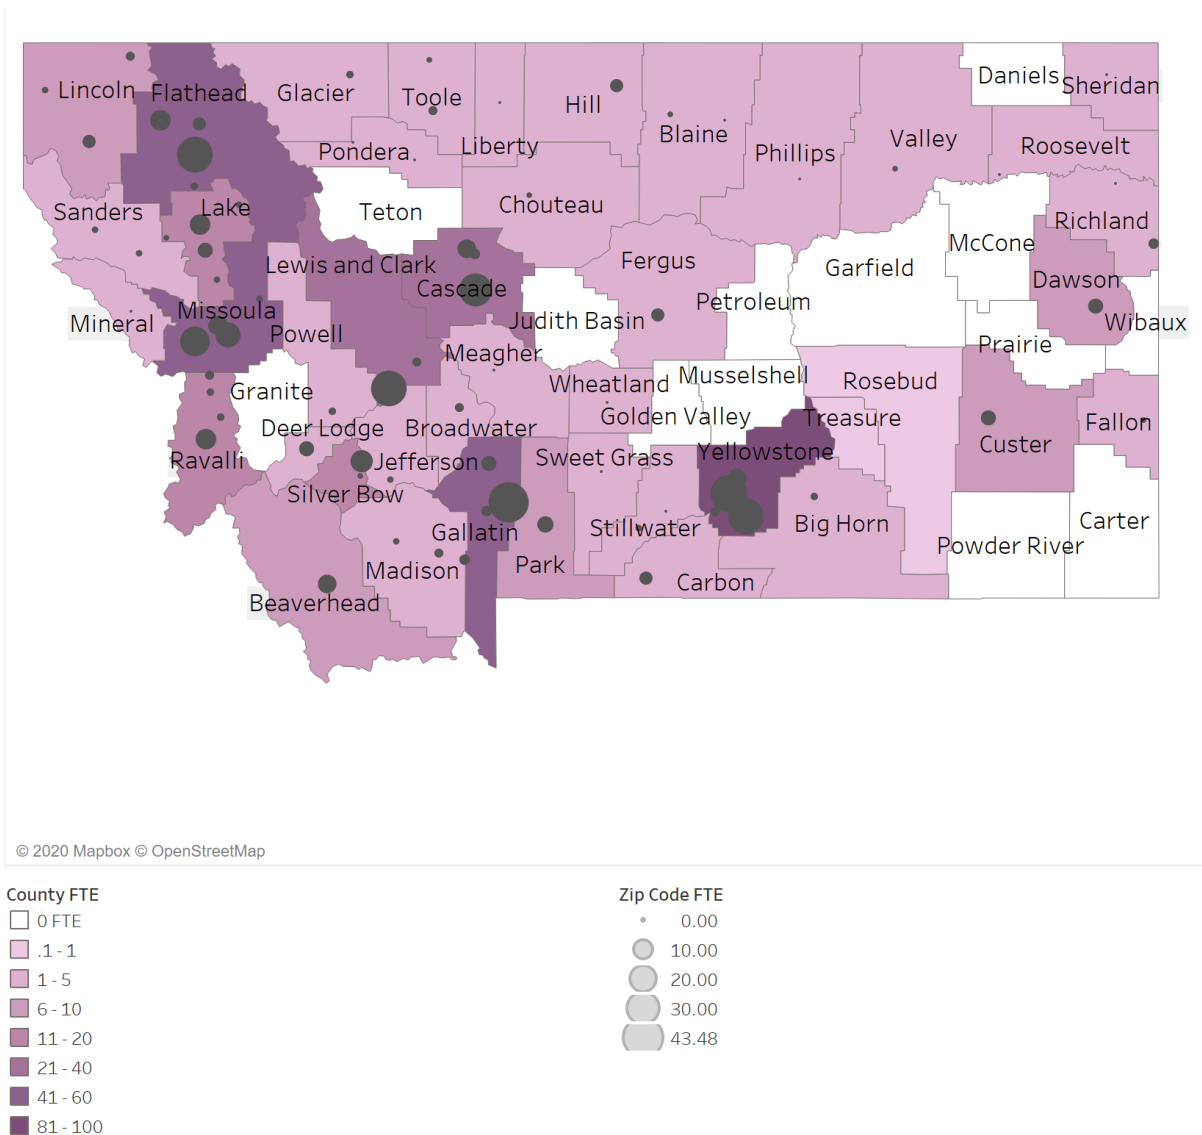 Daniels
Sheridan
Lincoln
Flathead
Glacier
Toole
Hill
Blaine
Valley
Roosevelt
Liberty
Pondera
Phillips
Sanders
Lake
Teton
Chouteau
Richland
McCone
Lewis and Clark
Fergus
Garfield
Dawson
Cascade
Petroleum
Mineral
Missoula
Powell
Judith Basin
Wibaux
Prairie
Meagher
Granite
Wheatland
Musselshell
Rosebud
Golden Valley
Treasure
Deer Lodge
Broadwater
Fallon
Custer
Ravalli
Jefferson
Sweet Grass
Yellowstone
Silver Bow
Gallatin
Stillwater
Big Horn
Carter
Powder River
Madison
Park
Carbon
Beaverhead
© 2020 Mapbox © OpenStreetMap
County FTE
0 FTE
.1 - 1
1 - 5
6 - 10
11 - 20
21 - 40
41 - 60
81 - 100
Zip Code FTE
0.00
10.00
20.00
30.00
43.48